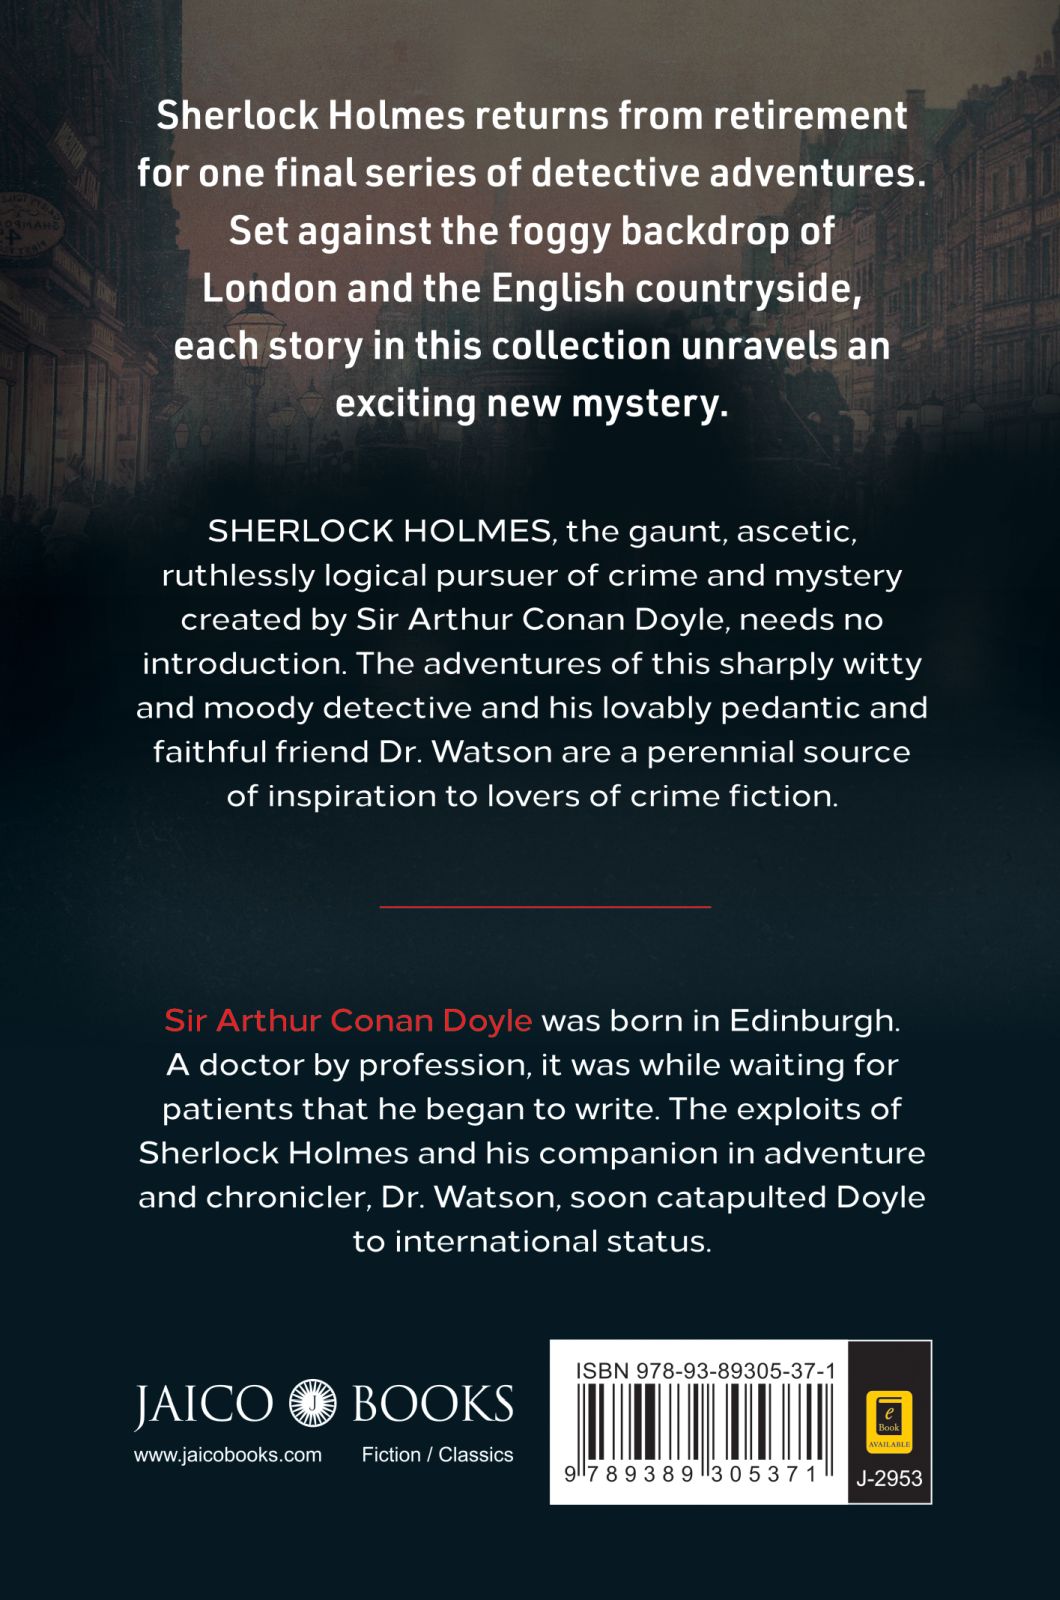 Sherlock Holmes returns from retirement
for one final series of detective adventures.
Set against the foggy backdrop of
London and the English countryside,
each story in this collection unravels an
exciting new mystery.
SHERLOCK HOLMES, the gaunt, ascetic,
ruthlessly logical pursuer of crime and mystery
created by Sir Arthur Conan Doyle, needs no
introduction. The adventures of this sharply witty
and moody detective and his lovably pedantic and
faithful friend Dr. Watson are a perennial source
of inspiration to lovers of crime fiction.
Sir Arthur Conan Doyle was born in Edinburgh.
A doctor by profession, it was while waiting for
patients that he began to write. The exploits of
Sherlock Holmes and his companion in adventure
and chronicler, Dr. Watson, soon catapulted Doyle
to international status.
JAICO J BOOKS
www.jaicobooks.com Fiction / Classics
ISBN 978-93-89305-37-1
9 789389 305371
e
Book
AVAILABLE
J-2953